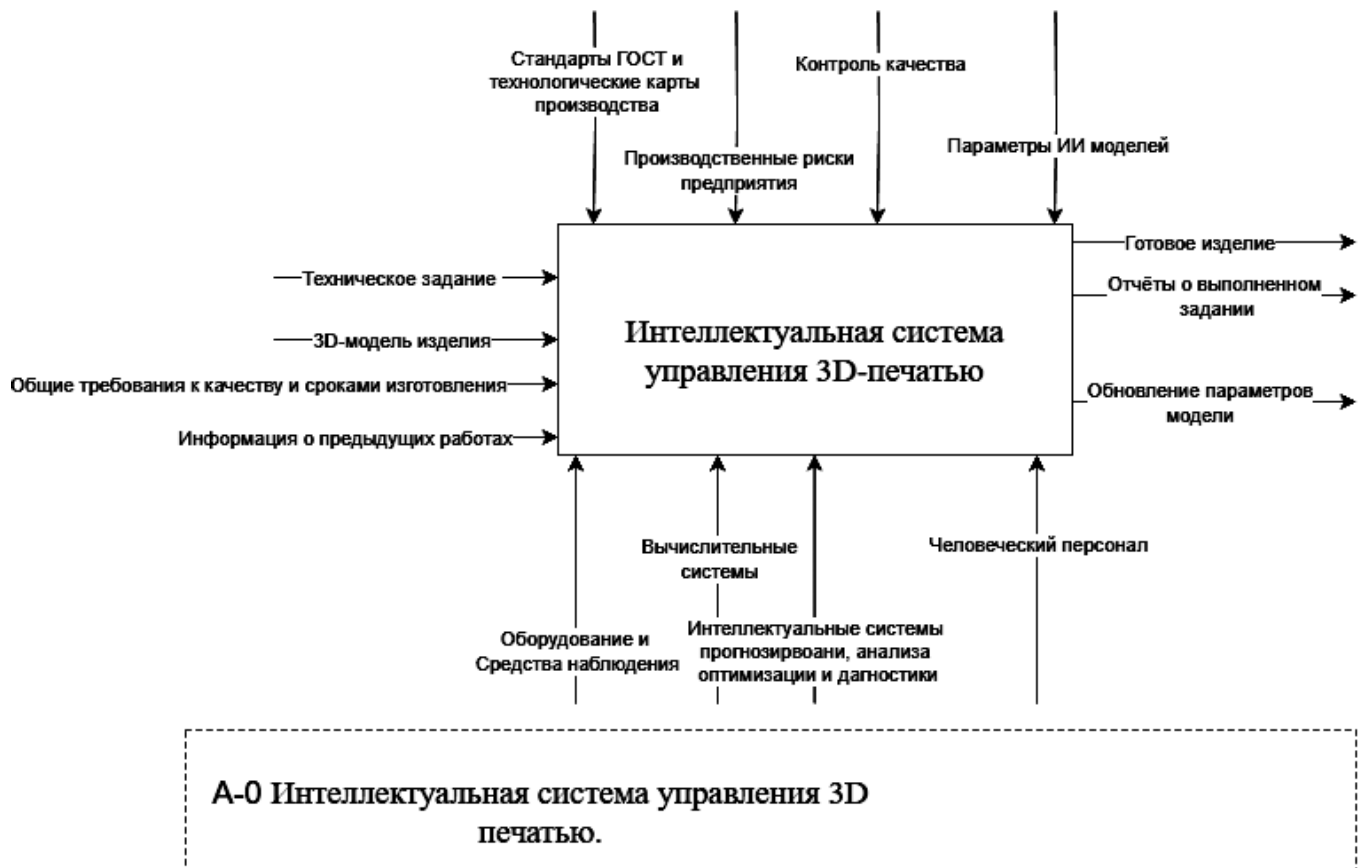 Стандарты ГОСТ и
технологические карты
производства
Контроль качества
Производственные риски
предприятия
Параметры ИИ моделей
Готовое изделие
Техническое задание
Отчёты о выполненном
задании
3D-модель изделия
Интеллектуальная система
управления 3D-печатью
Общие требования к качеству и сроками изготовления
Обновление параметров
модели
Информация о предыдущих работах
Вычислительные
системы
Человеческий персонал
Оборудование и
Средства наблюдения
Интеллектуальные системы
прогнозирвоани, анализа
оптимизации и дагностики
А-0 Интеллектуальная система управления 3D
печатью.